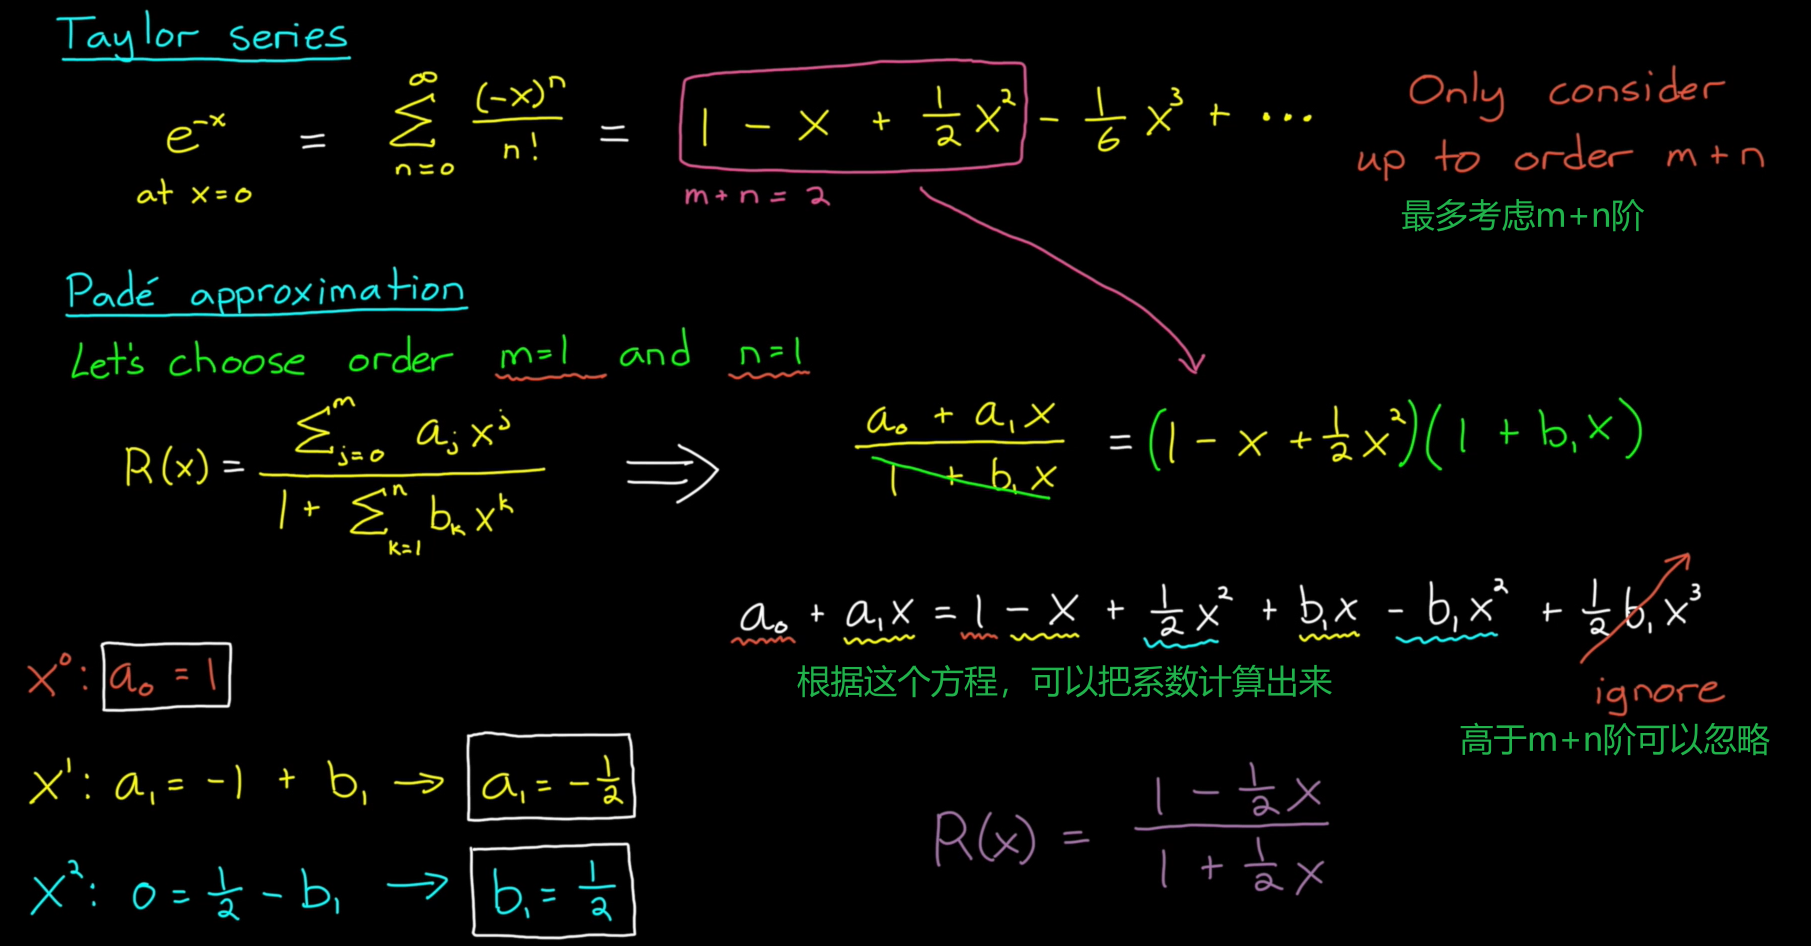 Taylor series
e^{-x} at x=0 = \sum_{n=0}^{\infty} \frac{(-x)^n}{n!} = 1 - x + \frac{1}{2}x^2 - \frac{1}{6}x^3 + ···
m+n = 2
Only consider
up to order m+n
最多考虑m+n阶
Padé approximation
Let's choose order m=1 and n=1
R(x) = \frac{\sum_{j=0}^{m} a_j x^j}{1 + \sum_{k=1}^{n} b_k x^k} ⟹ \frac{a_0 + a_1 x}{1 + b_1 x} = (1 - x + \frac{1}{2}x^2)(1 + b_1 x)
a_0 + a_1 x = 1 - x + \frac{1}{2}x^2 + b_1 x - b_1 x^2 + \frac{1}{2} b_1 x^3
根据这个方程，可以把系数计算出来
ignore
高于m+n阶可以忽略
x^0: a_0 = 1
x^1: a_1 = -1 + b_1 → a_1 = -\frac{1}{2}
x^2: 0 = \frac{1}{2} - b_1 → b_1 = \frac{1}{2}
R(x) = \frac{1 - \frac{1}{2}x}{1 + \frac{1}{2}x}